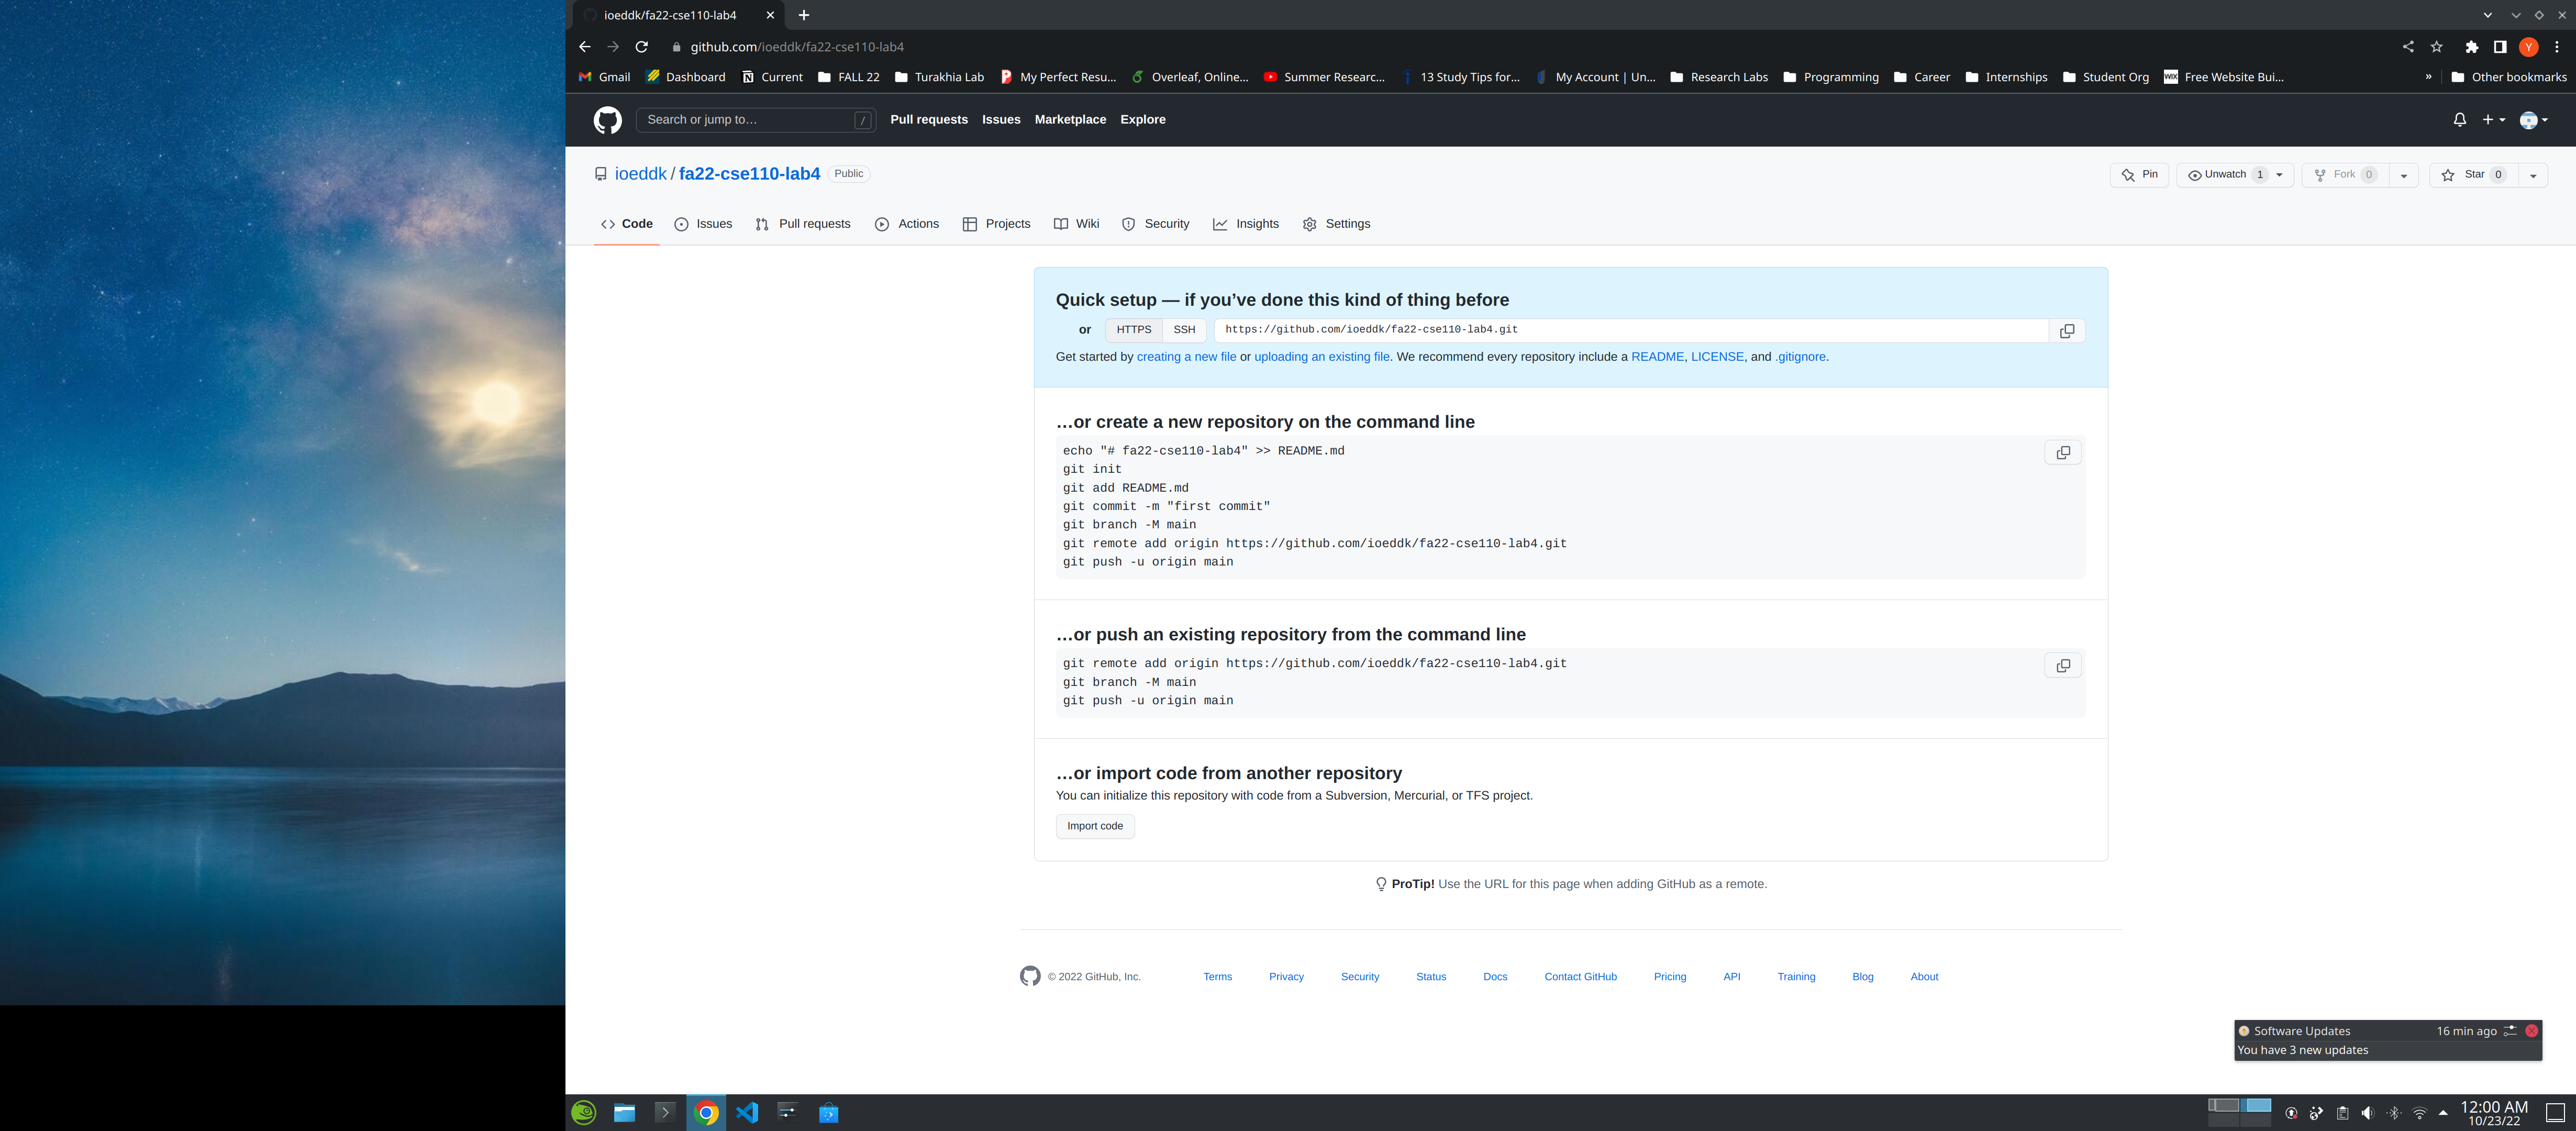 ioeddk/fa22-cse110-lab4
github.com/ioeddk/fa22-cse110-lab4
Y
Gmail Dashboard Current FALL 22 Turakhia Lab My Perfect Resu... Overleaf, Online... Summer Researc... 13 Study Tips for... My Account | Un... Research Labs Programming Career Internships Student Org WIX Free Website Bui... » Other bookmarks
Search or jump to… / Pull requests Issues Marketplace Explore
ioeddk / fa22-cse110-lab4 Public Pin Unwatch 1 Fork 0 Star 0
Code Issues Pull requests Actions Projects Wiki Security Insights Settings
Quick setup — if you’ve done this kind of thing before
or HTTPS SSH https://github.com/ioeddk/fa22-cse110-lab4.git
Get started by creating a new file or uploading an existing file. We recommend every repository include a README, LICENSE, and .gitignore.
…or create a new repository on the command line
echo "# fa22-cse110-lab4" >> README.md
git init
git add README.md
git commit -m "first commit"
git branch -M main
git remote add origin https://github.com/ioeddk/fa22-cse110-lab4.git
git push -u origin main
…or push an existing repository from the command line
git remote add origin https://github.com/ioeddk/fa22-cse110-lab4.git
git branch -M main
git push -u origin main
…or import code from another repository
You can initialize this repository with code from a Subversion, Mercurial, or TFS project.
Import code
ProTip! Use the URL for this page when adding GitHub as a remote.
© 2022 GitHub, Inc. Terms Privacy Security Status Docs Contact GitHub Pricing API Training Blog About
Software Updates 16 min ago
You have 3 new updates
12:00 AM
10/23/22